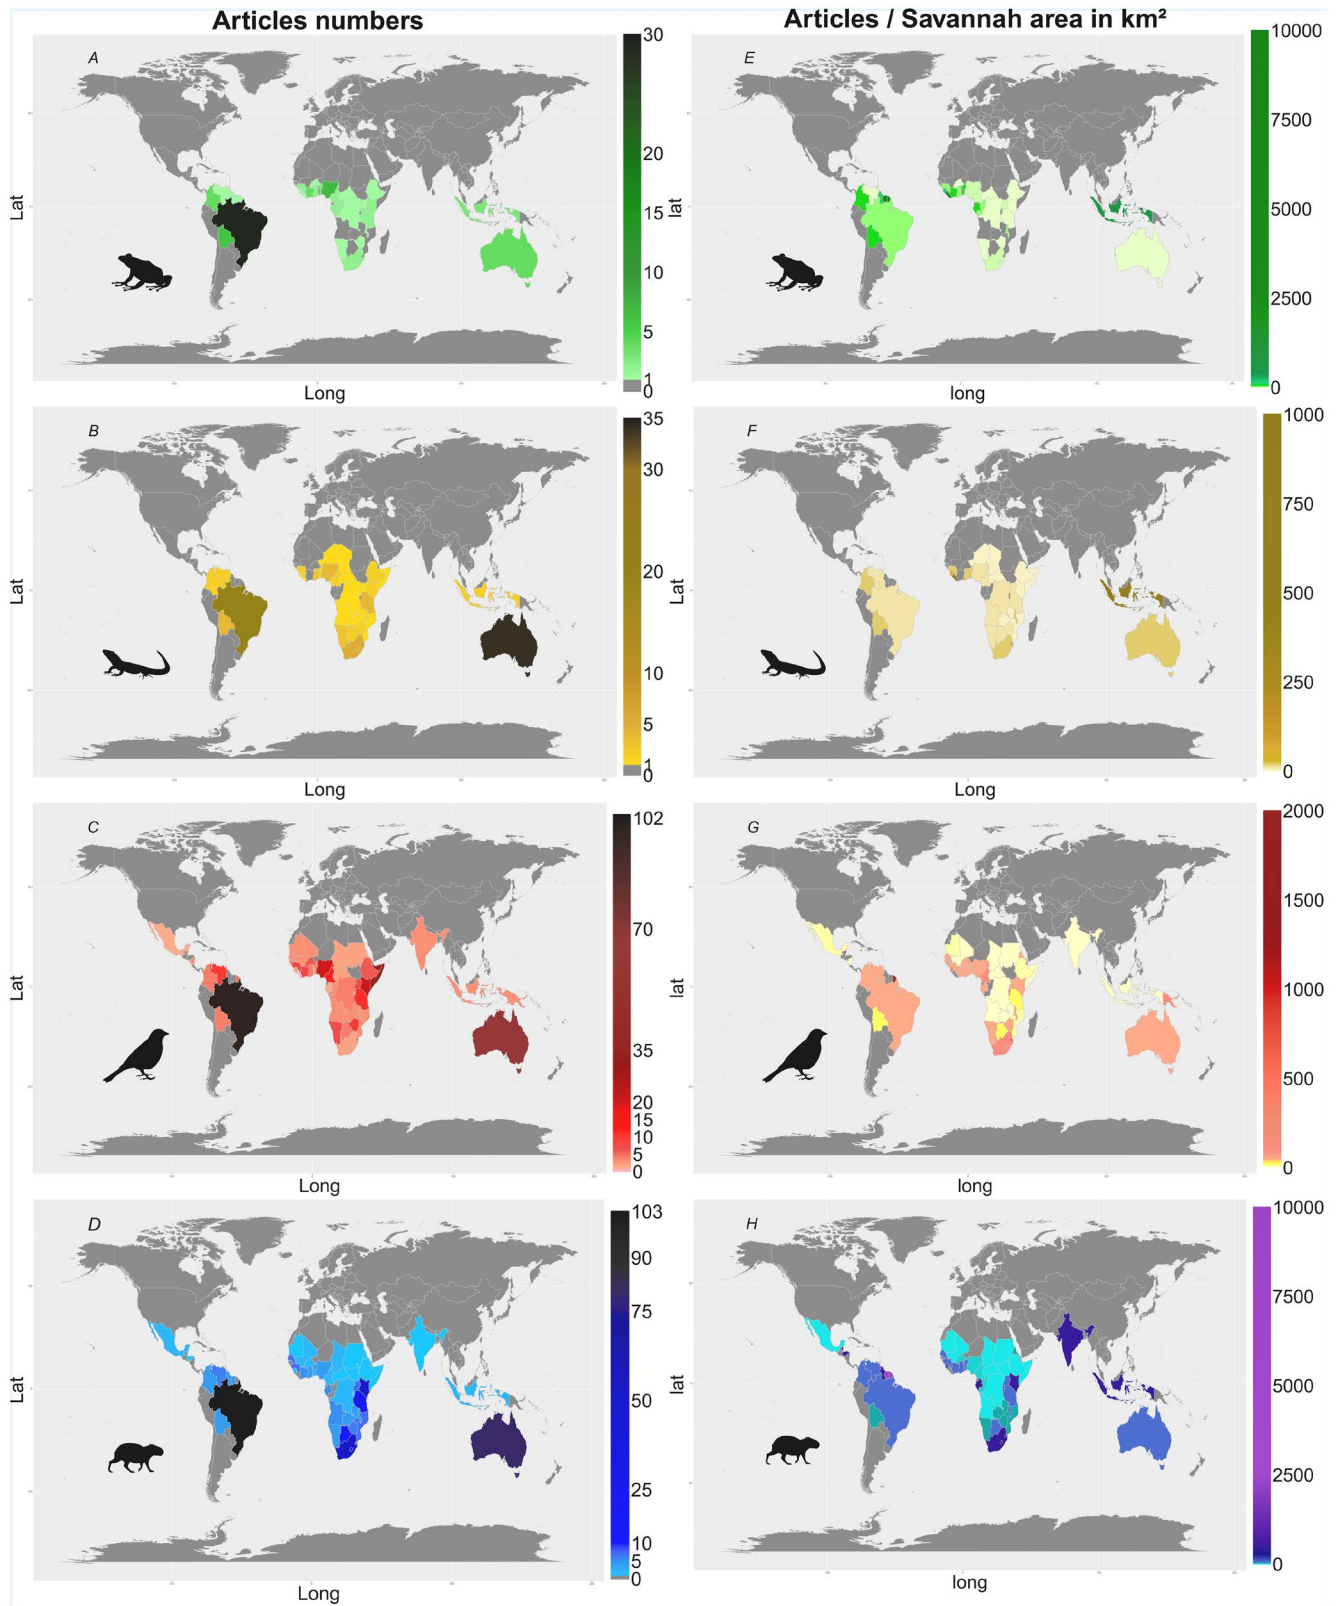 Articles numbers
Articles / Savannah area in km²
A
30
20
15
10
5
1
0
Lat
Long
E
10000
7500
5000
2500
0
lat
long
B
35
30
20
10
5
1
0
Lat
Long
F
1000
750
500
250
0
Lat
Long
C
102
70
35
20
15
10
5
0
Lat
Long
G
2000
1500
1000
500
0
lat
long
D
103
90
75
50
25
10
5
0
Lat
Long
H
10000
7500
5000
2500
0
lat
long